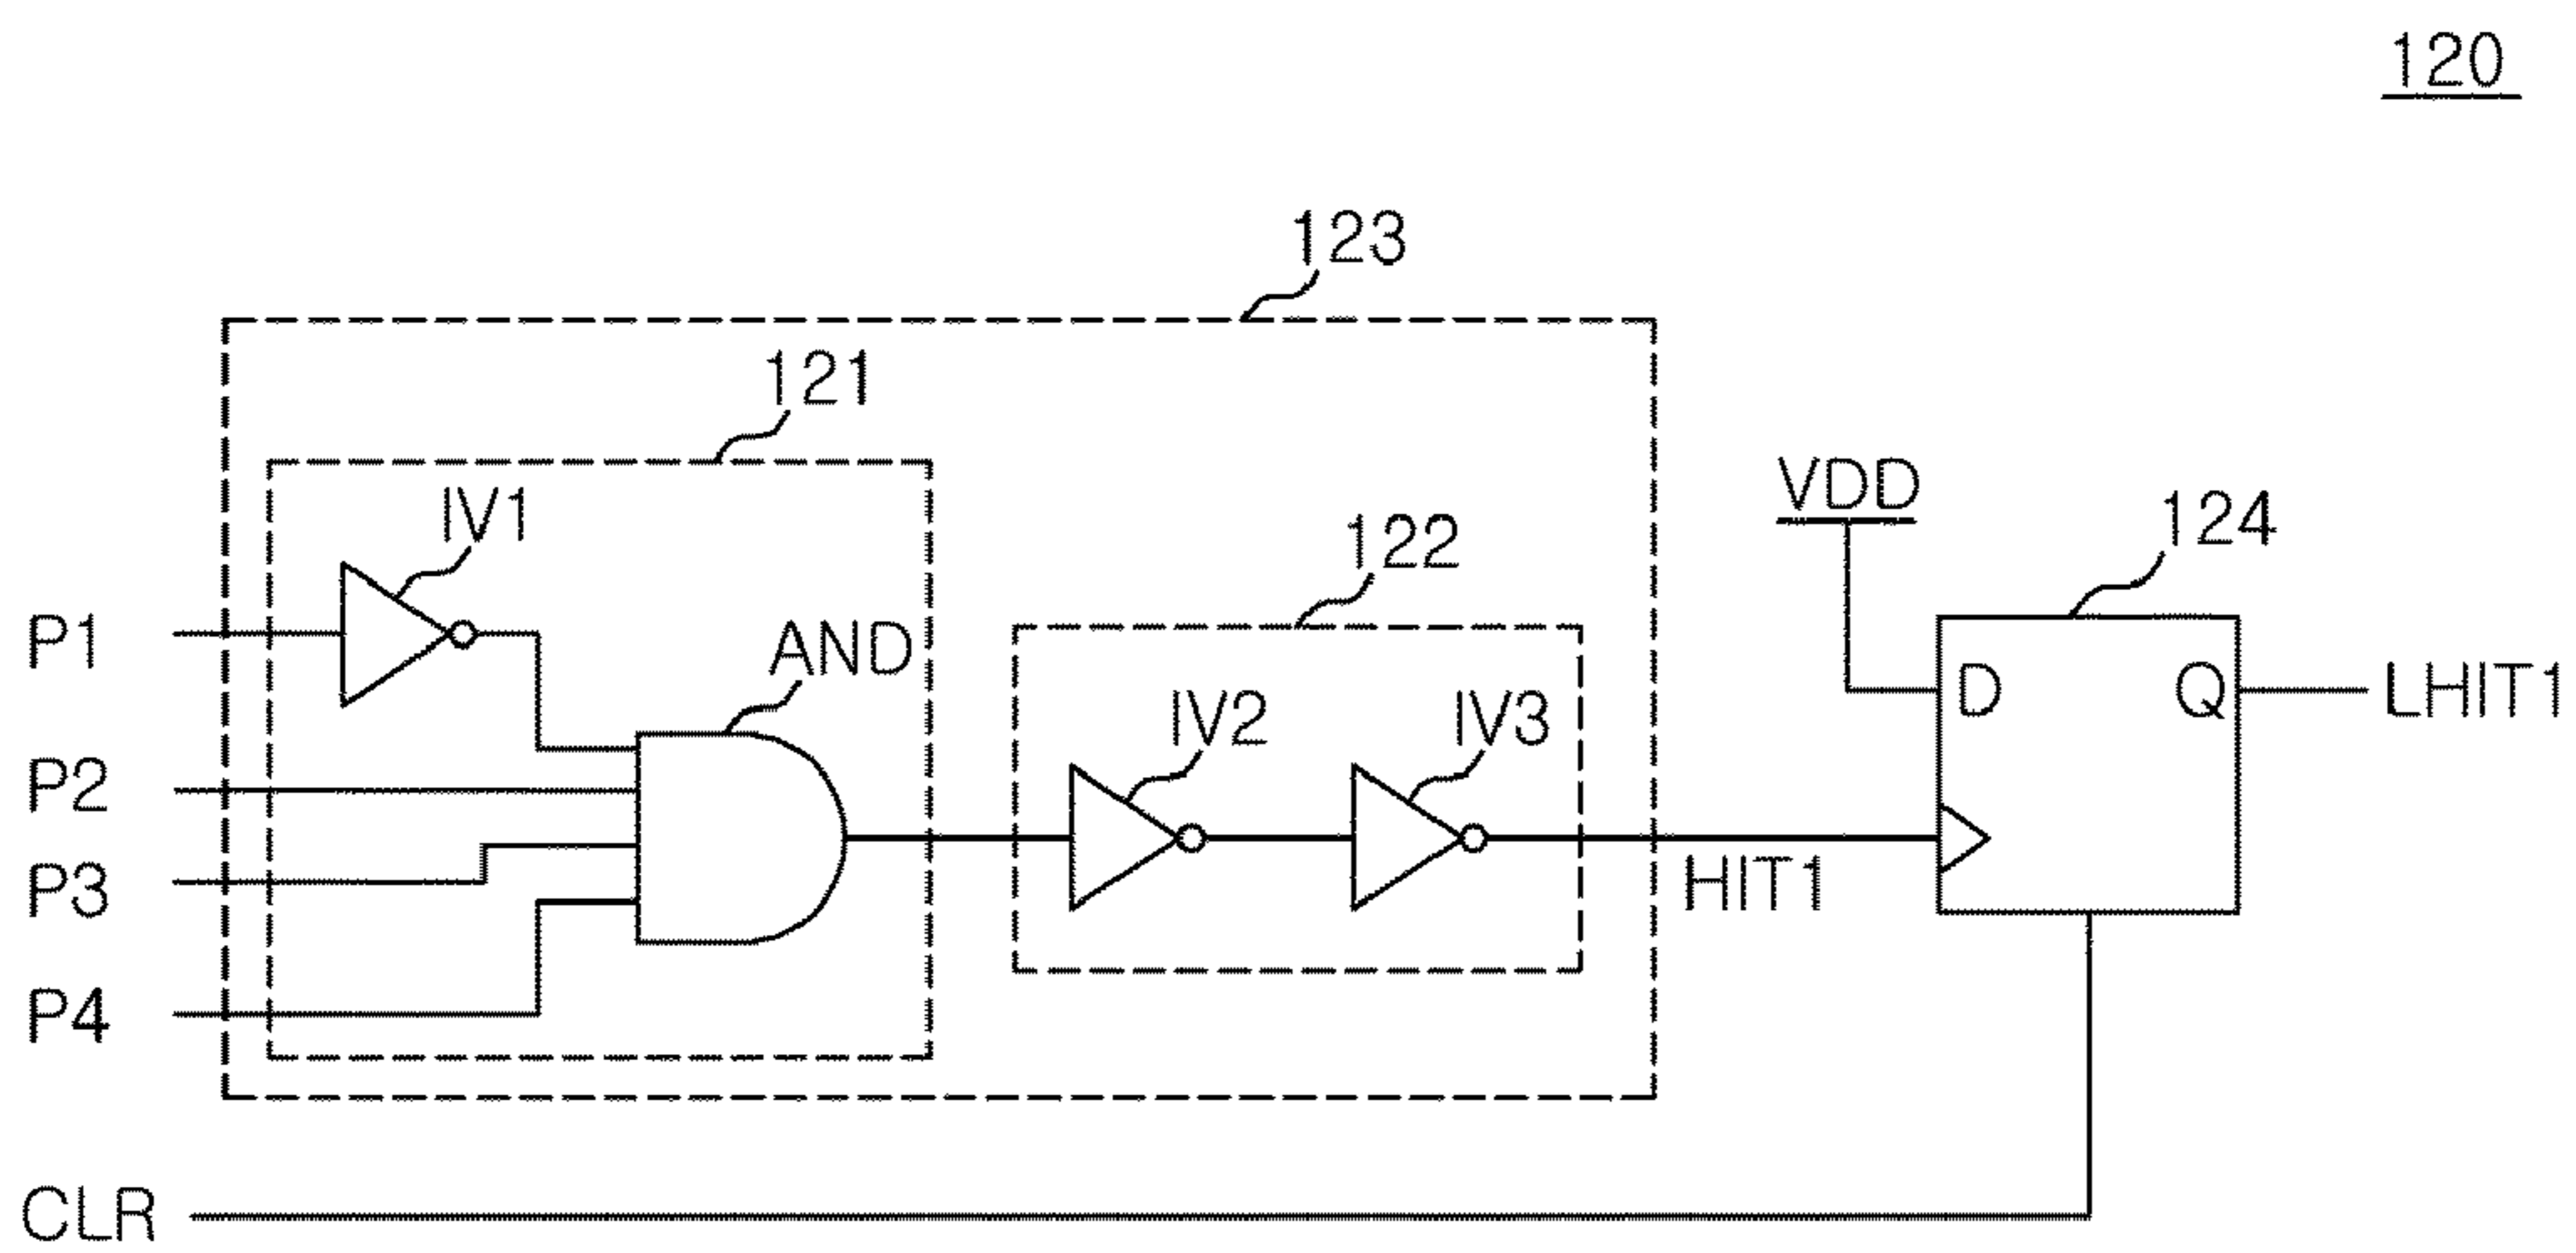 120
123
121
IV1
AND
122
IV2
IV3
VDD
124
P1
P2
P3
P4
D
Q
LHIT1
HIT1
CLR